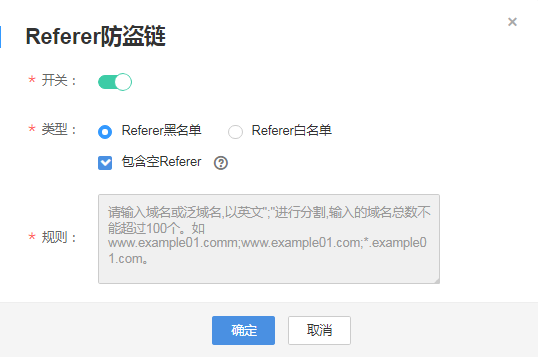 Referer防盗链
×
* 开关：
* 类型：
Referer黑名单
Referer白名单
包含空Referer
?
* 规则：
请输入域名或泛域名,以英文";"进行分割,输入的域名总数不
能超过100个。如
www.example01.comm;www.example01.com;*.example0
1.com。
确定
取消